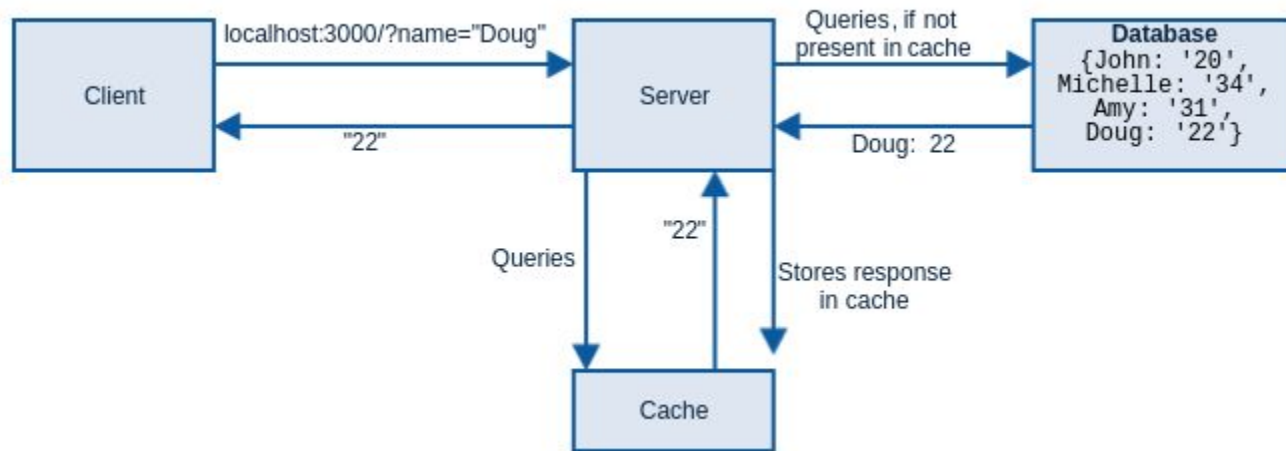 localhost:3000/?name="Doug"
Queries, if not
present in cache
Database
{John: '20',
Michelle: '34',
Amy: '31',
Doug: '22'}
Client
Server
"22"
Doug: 22
Queries
"22"
Stores response
in cache
Cache